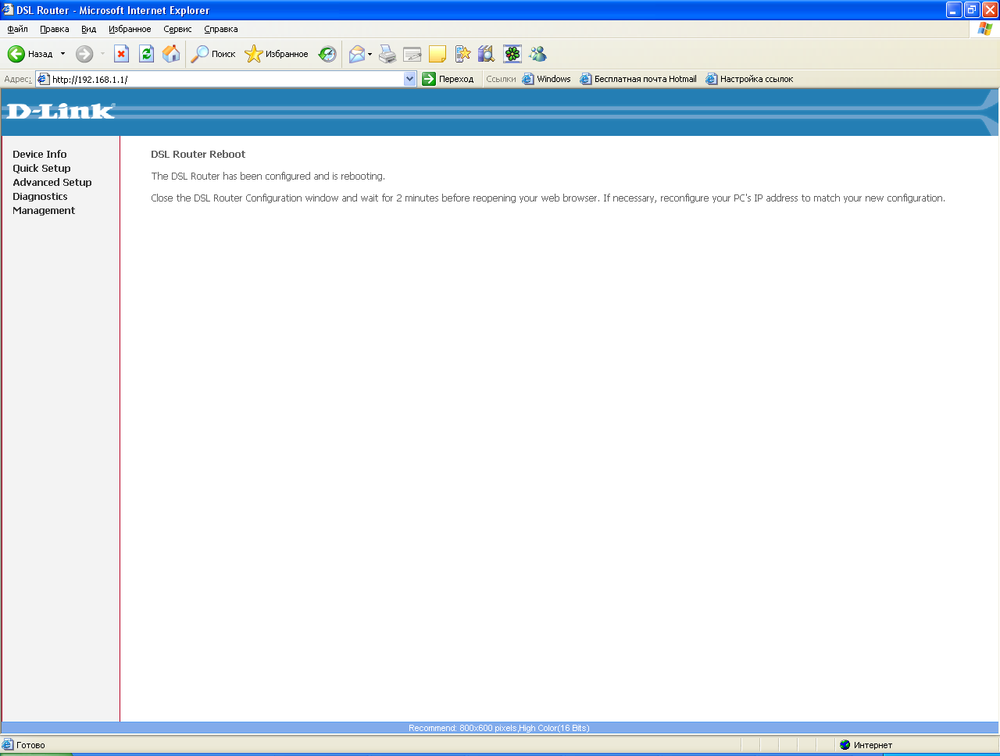 DSL Router - Microsoft Internet Explorer
Файл Правка Вид Избранное Сервис Справка
Назад Поиск Избранное
Адрес: http://192.168.1.1/ Переход Ссылки Windows Бесплатная почта Hotmail Настройка ссылок
D-Link
Device Info
Quick Setup
Advanced Setup
Diagnostics
Management
DSL Router Reboot
The DSL Router has been configured and is rebooting.
Close the DSL Router Configuration window and wait for 2 minutes before reopening your web browser. If necessary, reconfigure your PC's IP address to match your new configuration.
Recommend: 800x600 pixels,High Color(16 Bits)
Готово Интернет